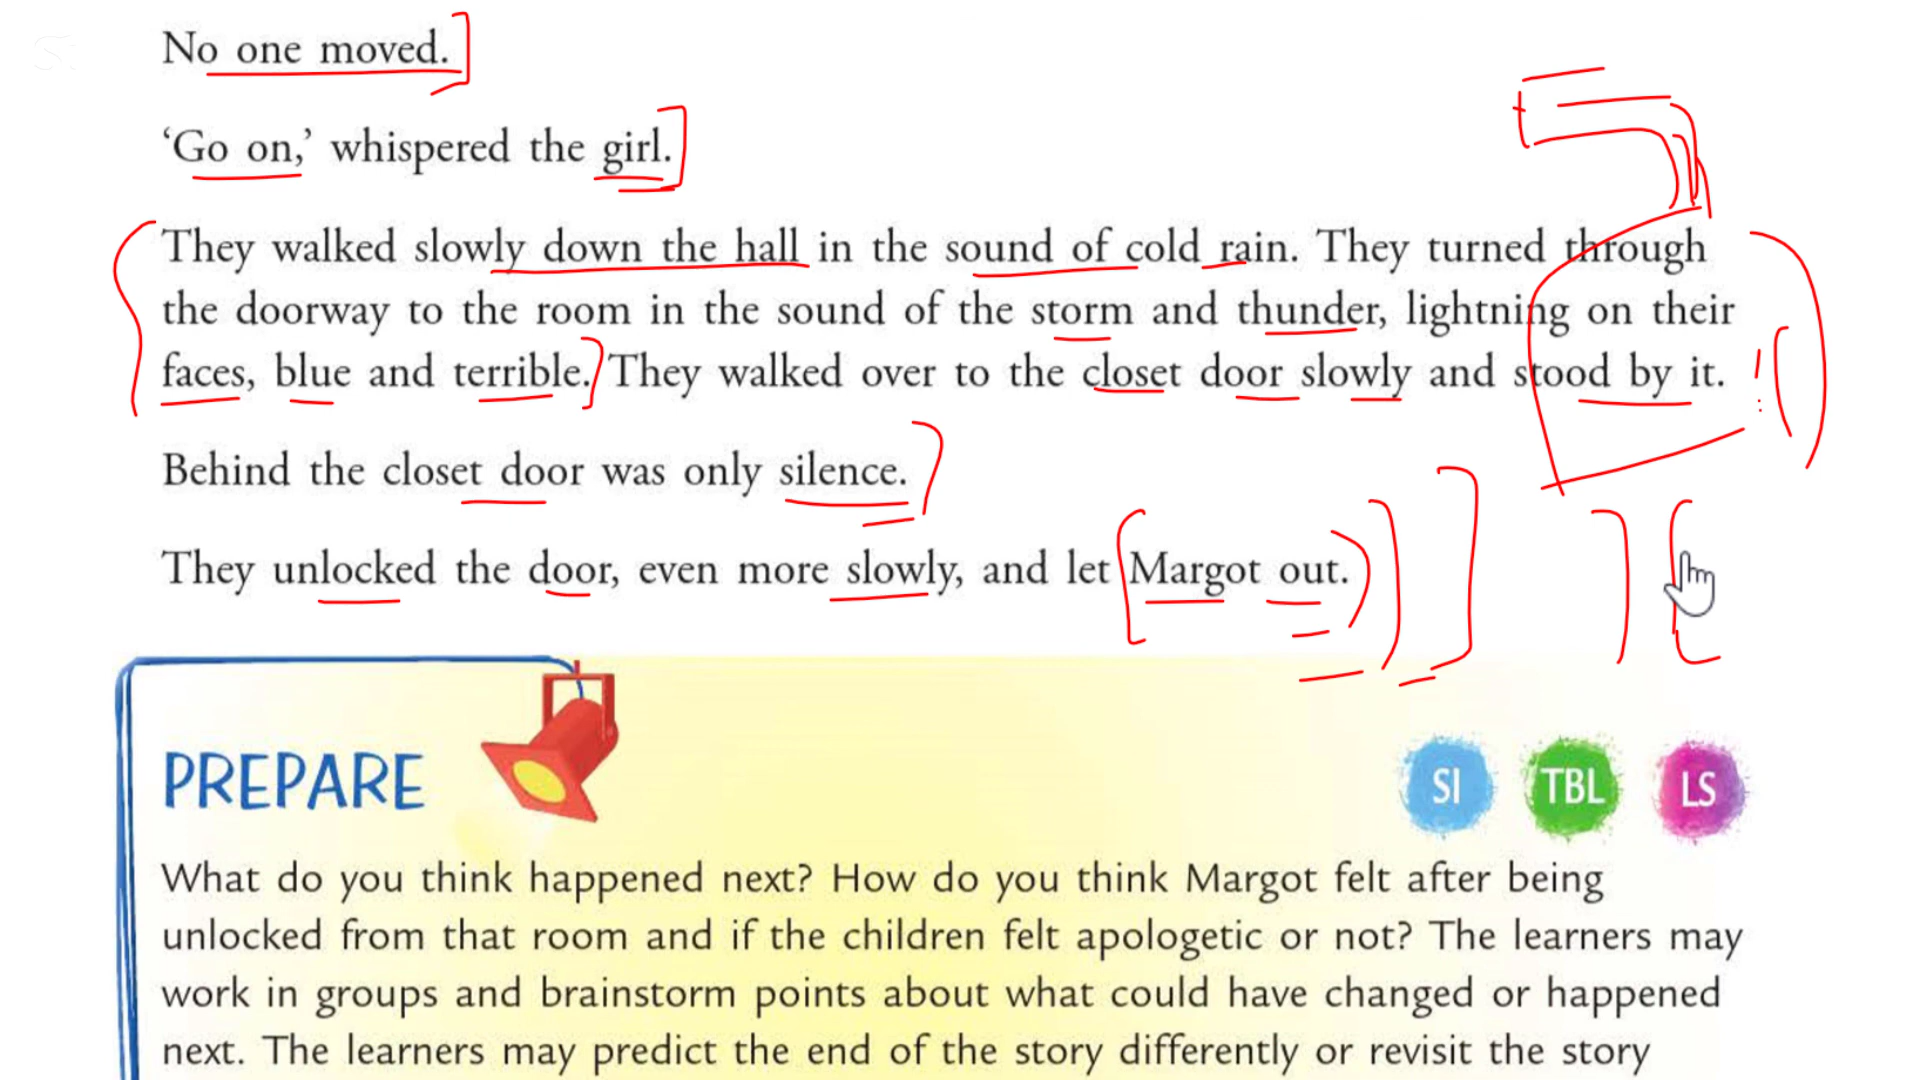 No one moved.
‘Go on,’ whispered the girl.
They walked slowly down the hall in the sound of cold rain. They turned through
the doorway to the room in the sound of the storm and thunder, lightning on their
faces, blue and terrible. They walked over to the closet door slowly and stood by it.
Behind the closet door was only silence.
They unlocked the door, even more slowly, and let Margot out.
PREPARE
SI TBL LS
What do you think happened next? How do you think Margot felt after being
unlocked from that room and if the children felt apologetic or not? The learners may
work in groups and brainstorm points about what could have changed or happened
next. The learners may predict the end of the story differently or revisit the story